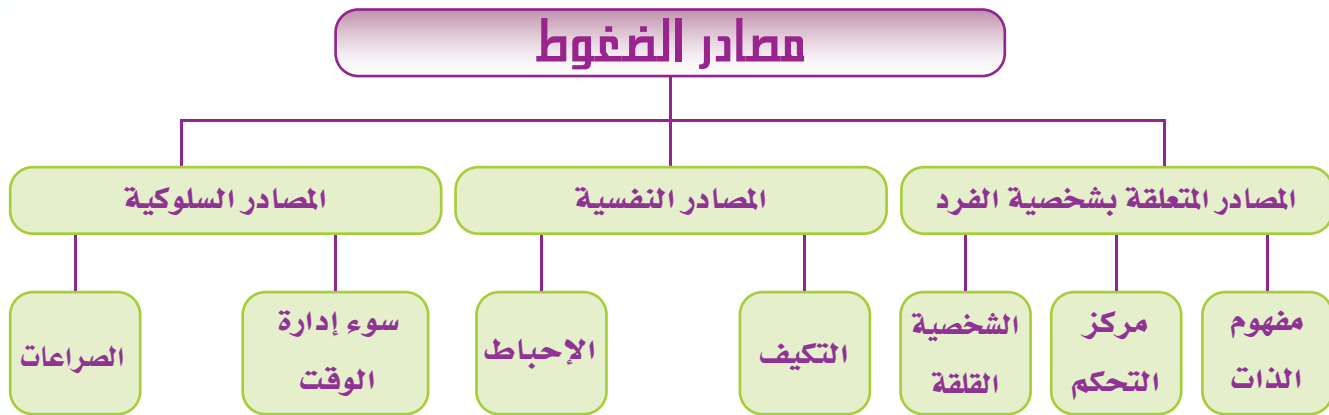 مصادر الضغوط
المصادر المتعلقة بشخصية الفرد
المصادر النفسية
المصادر السلوكية
مفهوم
الذات
مركز
التحكم
الشخصية
القلقة
التكيف
الإحباط
سوء إدارة
الوقت
الصراعات